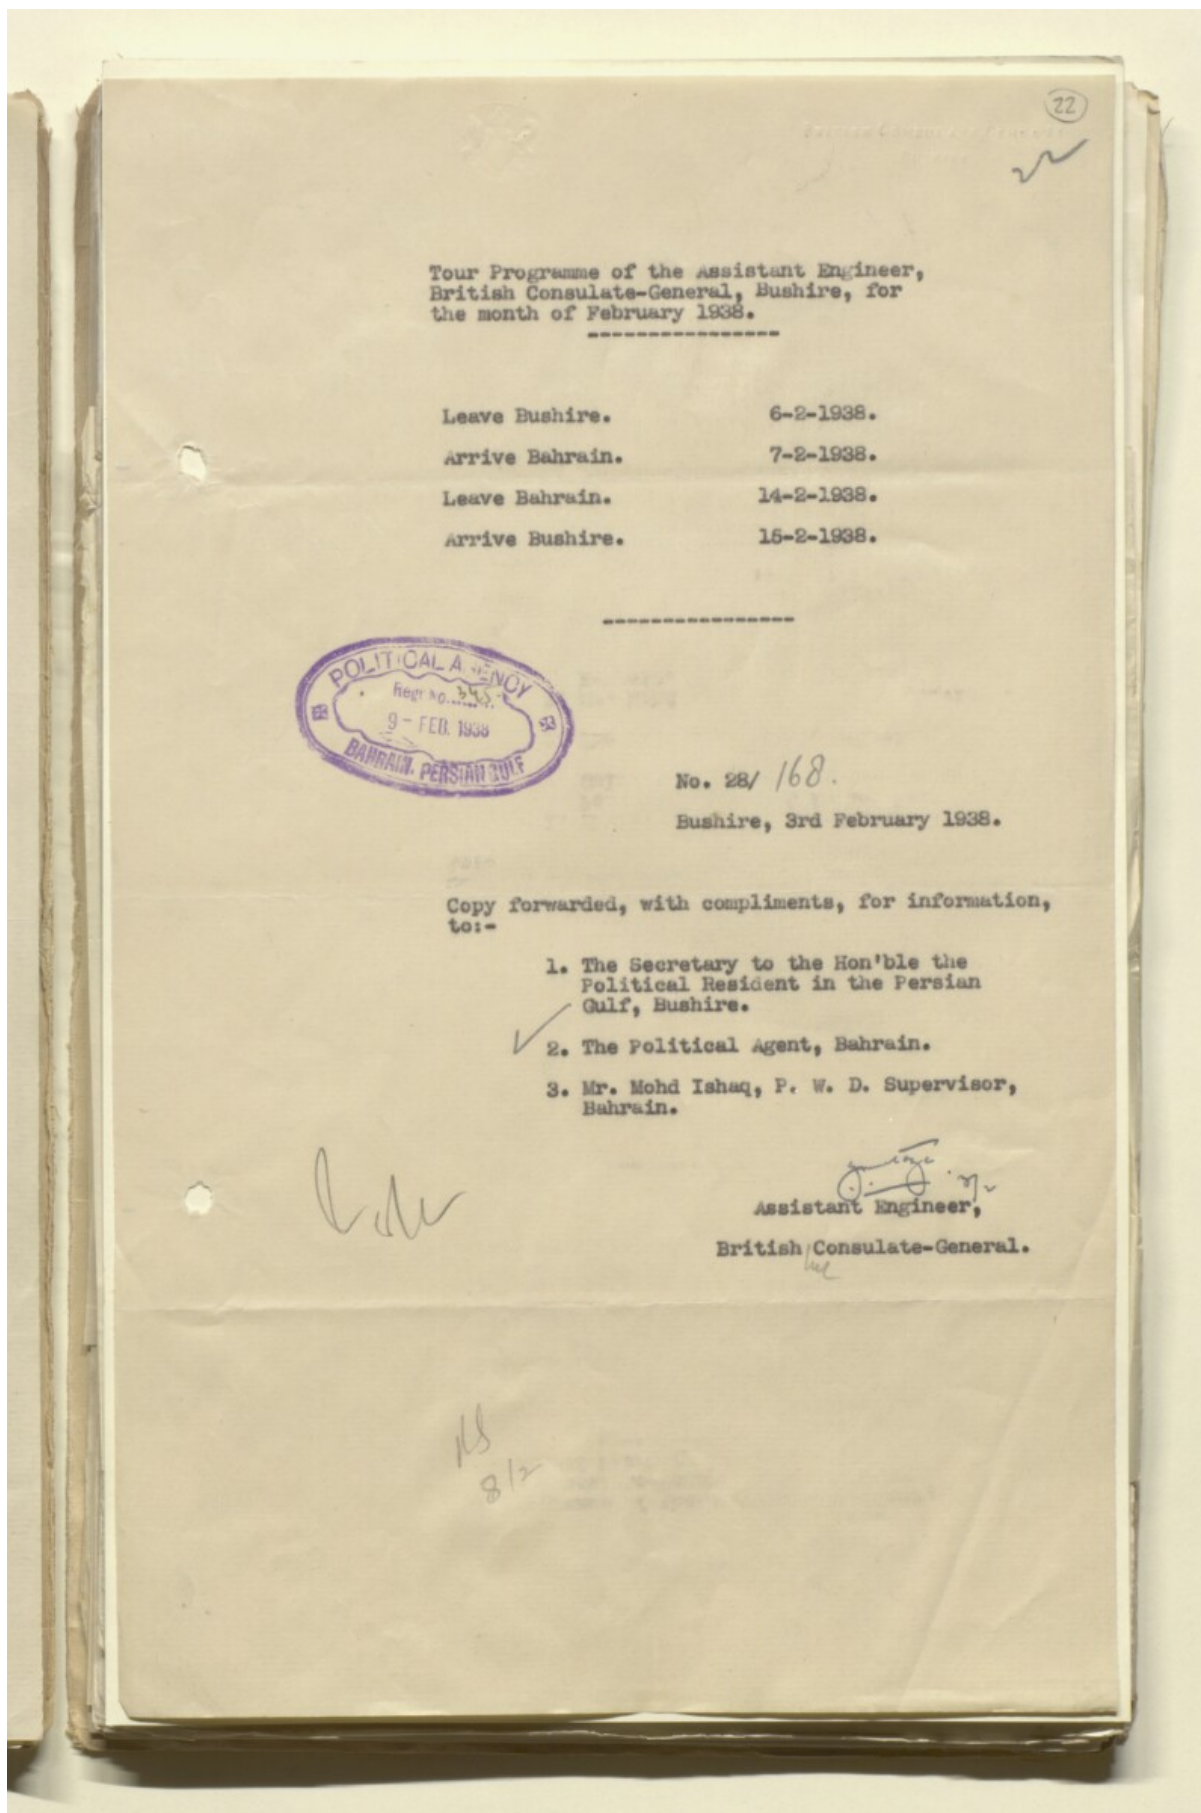 22
Tour Programme of the Assistant Engineer,
British Consulate-General, Bushire, for
the month of February 1938.
----------------
Leave Bushire. 6-2-1938.
Arrive Bahrain. 7-2-1938.
Leave Bahrain. 14-2-1938.
Arrive Bushire. 15-2-1938.
----------------
POLITICAL AGENCY
Regr No. 345
9- FEB. 1938
BAHRAIN. PERSIAN GULF
No. 28/ 168.
Bushire, 3rd February 1938.
Copy forwarded, with compliments, for information,
to:-
1. The Secretary to the Hon'ble the
Political Resident in the Persian
Gulf, Bushire.
2. The Political Agent, Bahrain.
3. Mr. Mohd Ishaq, P. W. D. Supervisor,
Bahrain.
Assistant Engineer,
British Consulate-General.
8/2